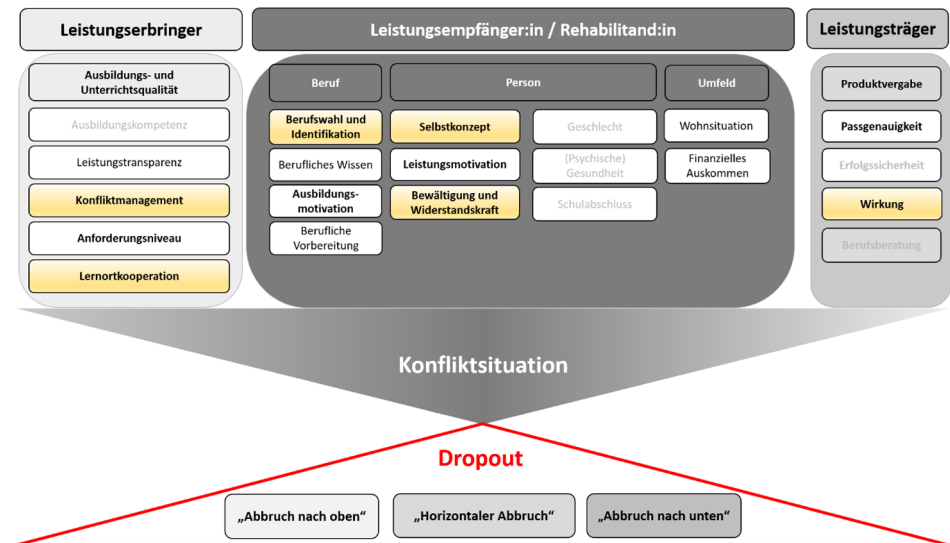 Leistungserbringer
Ausbildungs- und
Unterrichtsqualität
Ausbildungskompetenz
Leistungstransparenz
Konfliktmanagement
Anforderungsniveau
Lernortkooperation
Leistungsempfänger:in / Rehabilitand:in
Beruf
Berufswahl und
Identifikation
Berufliches Wissen
Ausbildungs-
motivation
Berufliche
Vorbereitung
Person
Selbstkonzept
Leistungsmotivation
Bewältigung und
Widerstandskraft
Geschlecht
(Psychische)
Gesundheit
Schulabschluss
Umfeld
Wohnsituation
Finanzielles
Auskommen
Leistungsträger
Produktvergabe
Passgenauigkeit
Erfolgssicherheit
Wirkung
Berufsberatung
Konfliktsituation
Dropout
„Abbruch nach oben“
„Horizontaler Abbruch“
„Abbruch nach unten“